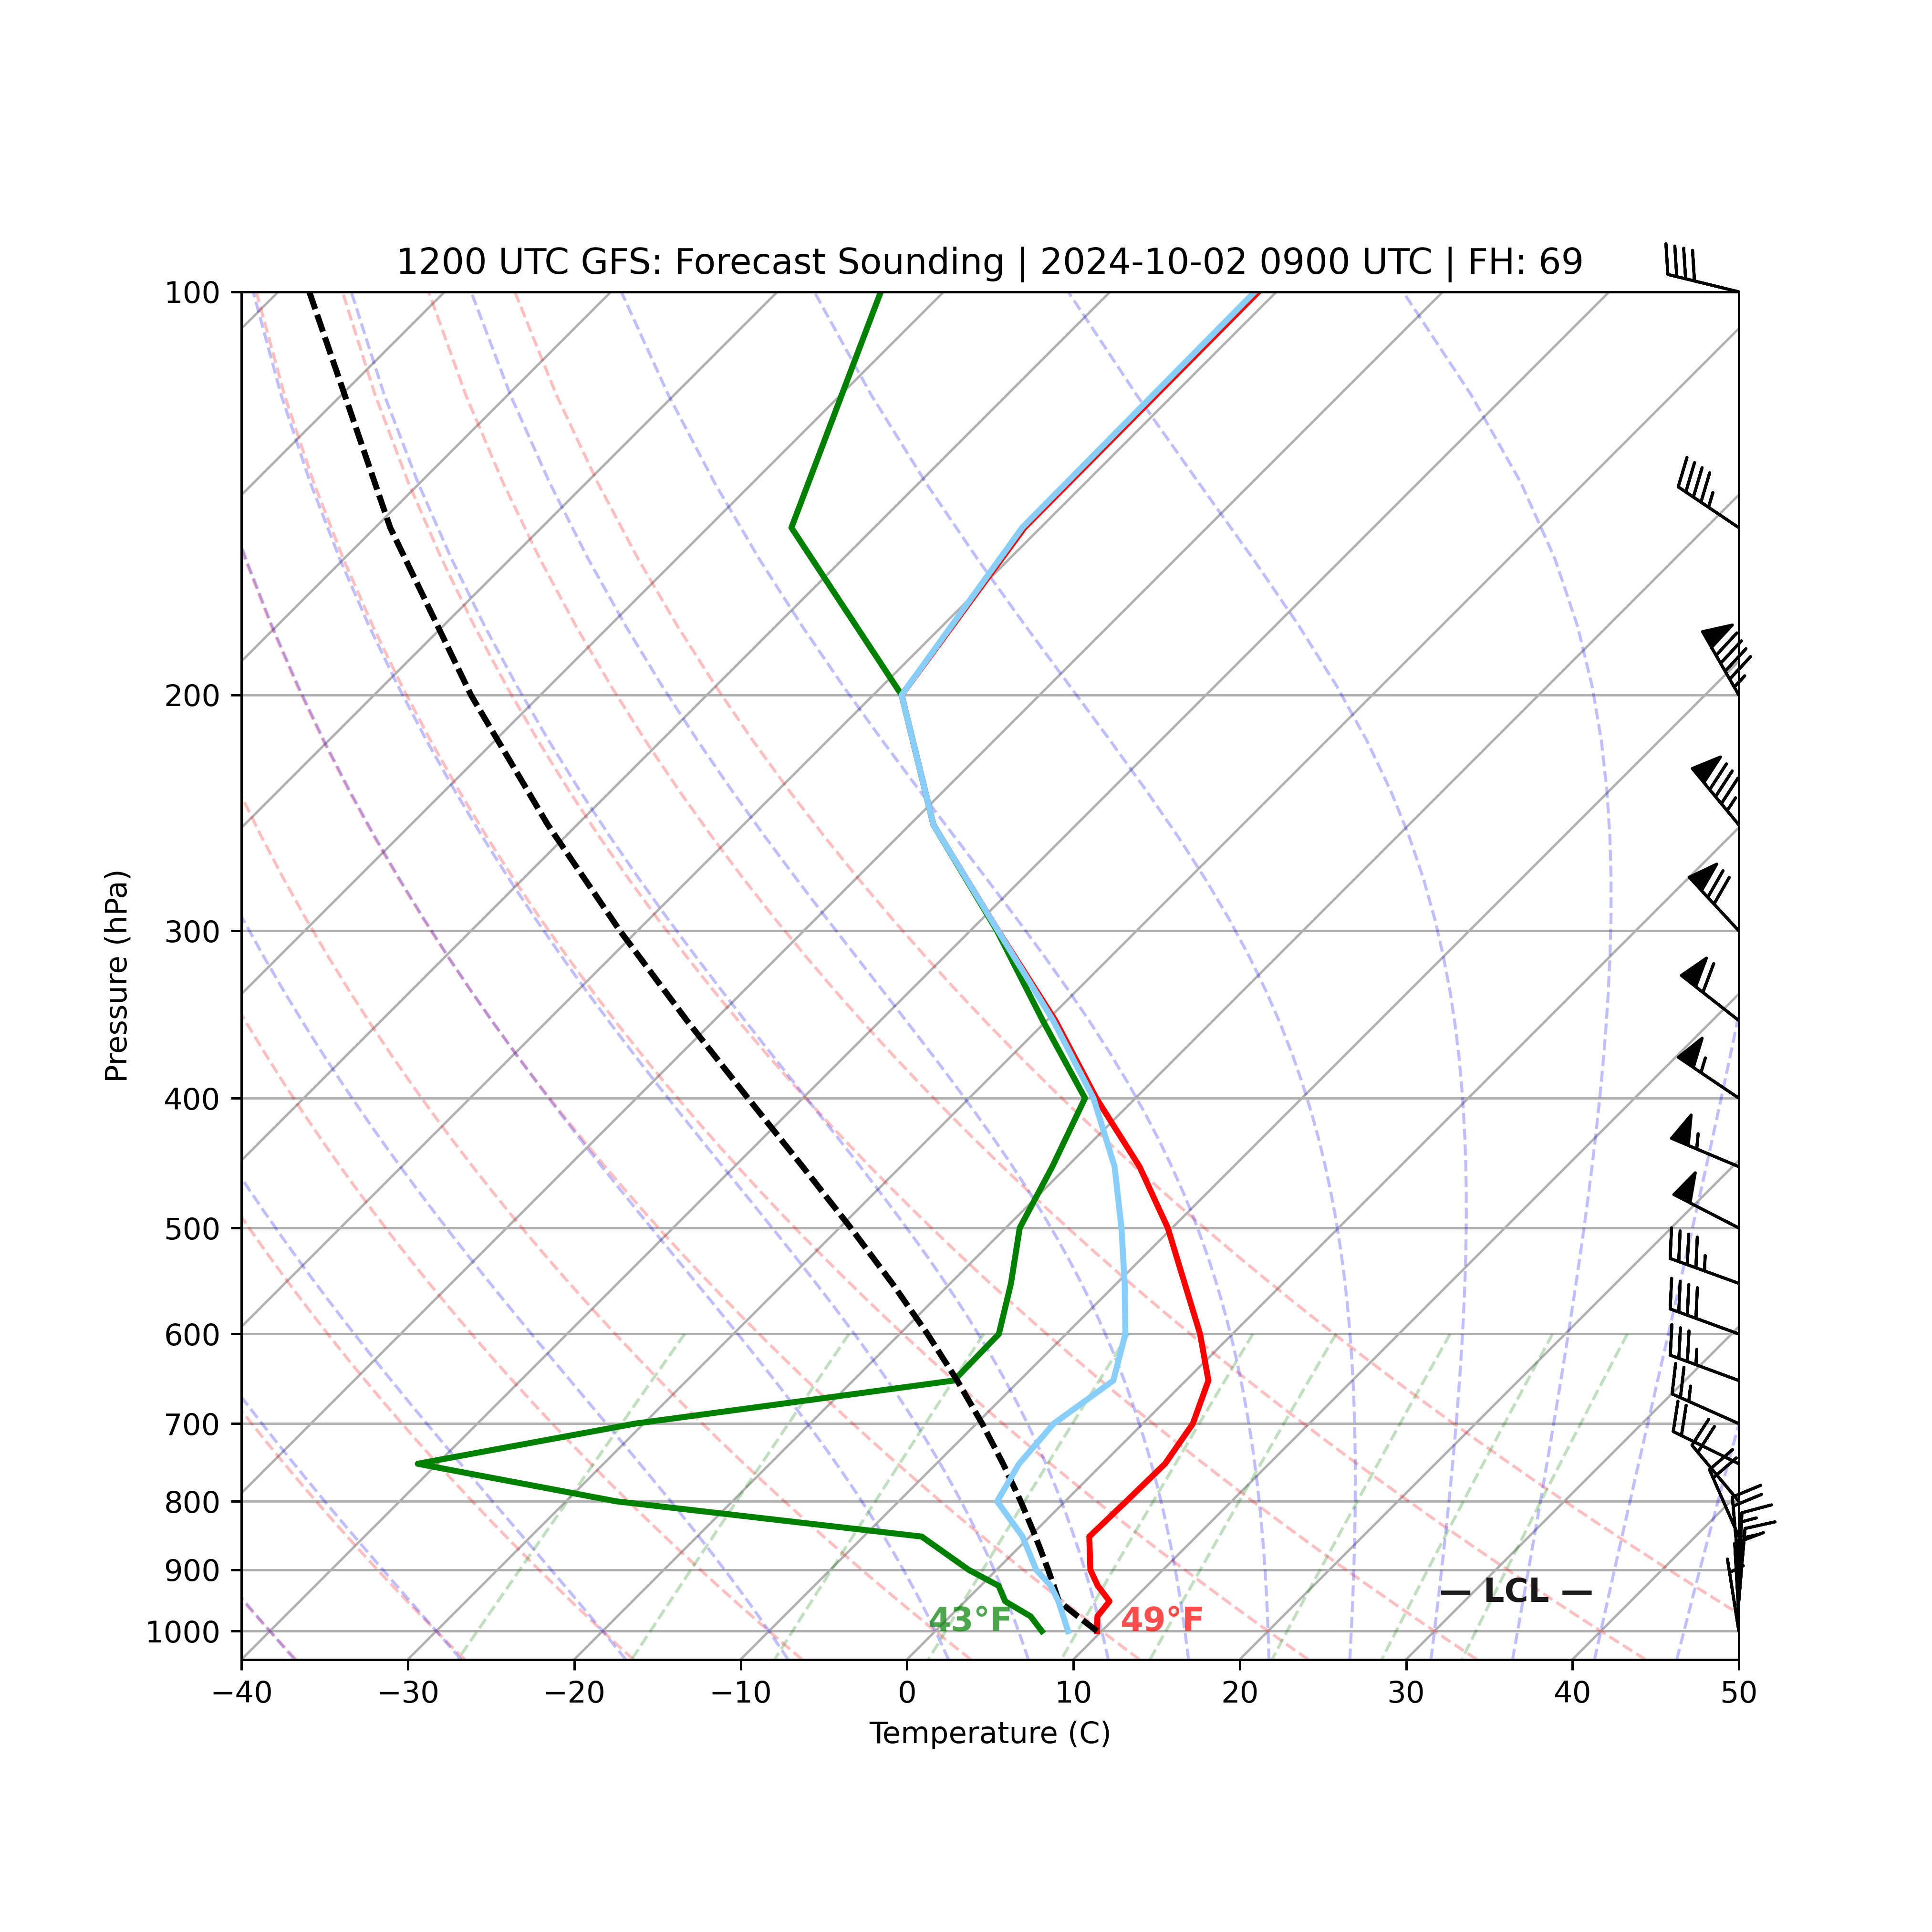 1200 UTC GFS: Forecast Sounding | 2024-10-02 0900 UTC | FH: 69
100
200
300
400
500
600
700
800
900
1000
Pressure (hPa)
— LCL —
43°F
49°F
−40 −30 −20 −10 0 10 20 30 40 50
Temperature (C)